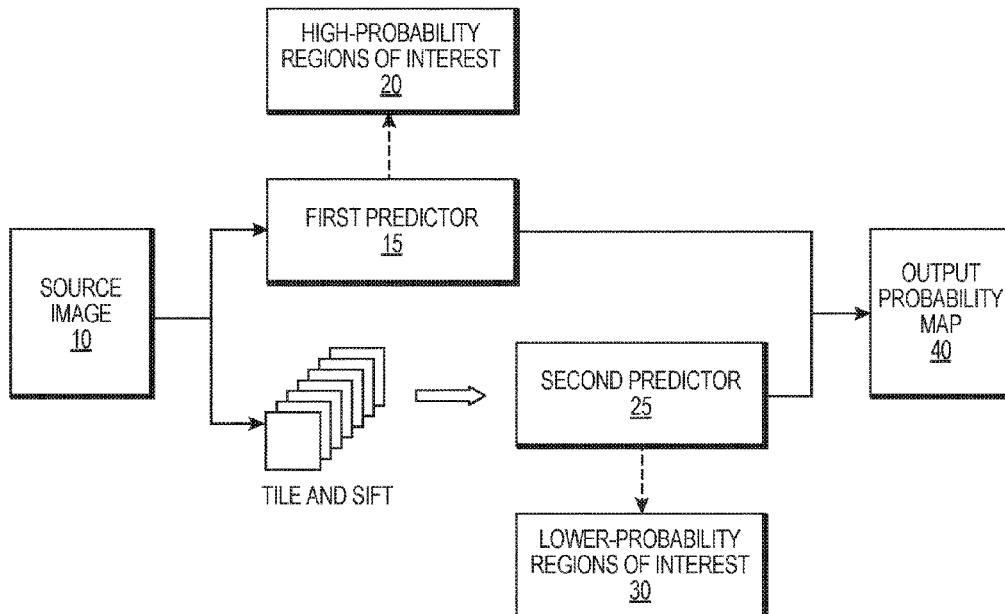 HIGH-PROBABILITY
REGIONS OF INTEREST
20
FIRST PREDICTOR
15
SOURCE
IMAGE
10
OUTPUT
PROBABILITY
MAP
40
SECOND PREDICTOR
25
TILE AND SIFT
LOWER-PROBABILITY
REGIONS OF INTEREST
30